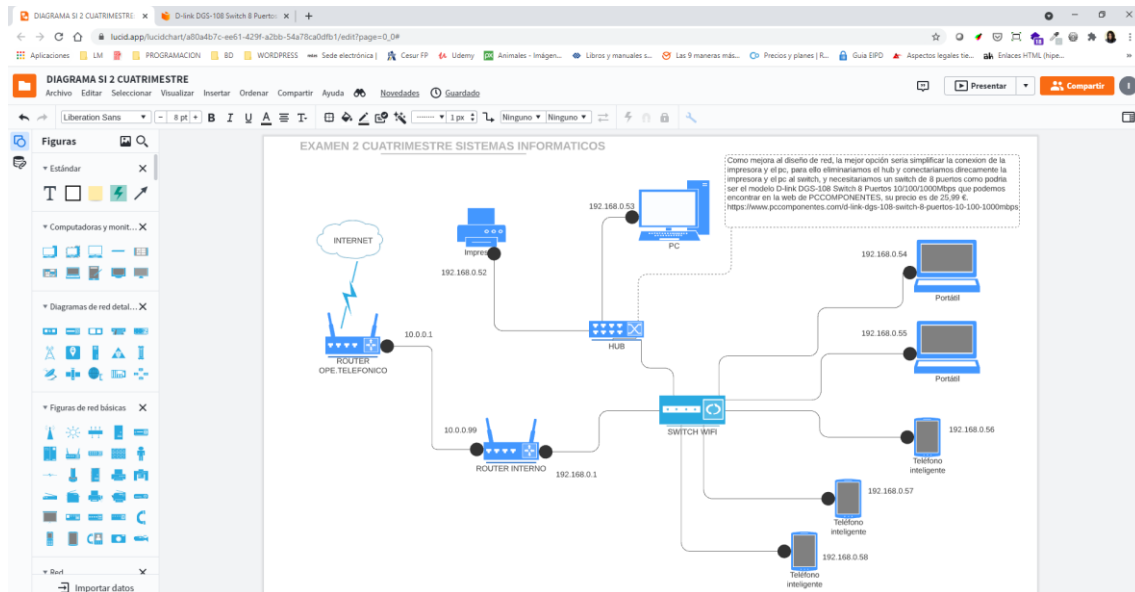 DIAGRAMA SI 2 CUATRIMESTRE
D-link DGS-108 Switch 8 Puertos
lucid.app/lucidchart/a80a4b7c-ee61-429f-a2bb-54a78ca0dfb1/edit?page=0_0#
Aplicaciones LM PROGRAMACION BD WORDPRESS Sede electrónica | Cesur FP Udemy Animales - Imágen... Libros y manuales s... Las 9 maneras más... Precios y planes | R... Guia EIPD Aspectos legales tie... Enlaces HTML (hipe...
DIAGRAMA SI 2 CUATRIMESTRE
Archivo Editar Seleccionar Visualizar Insertar Ordenar Compartir Ayuda Novedades Guardado
Presentar Compartir
Liberation Sans 8 pt B I U A T 1 px Ninguno Ninguno
Figuras
Estándar
Computadoras y monit...
Diagramas de red detal...
Figuras de red básicas
Red
Importar datos
EXAMEN 2 CUATRIMESTRE SISTEMAS INFORMATICOS
Como mejora al diseño de red, la mejor opción seria simplificar la conexion de la
impresora y el pc, para ello eliminariamos el hub y conectariamos direcamente la
impresora y el pc al switch, y necesitariamos un switch de 8 puertos como podria
ser el modelo D-link DGS-108 Switch 8 Puertos 10/100/1000Mbps que podemos
encontrar en la web de PCCOMPONENTES, su precio es de 25,99 €.
https://www.pccomponentes.com/d-link-dgs-108-switch-8-puertos-10-100-1000mbps
192.168.0.53
PC
INTERNET
Impres
192.168.0.52
192.168.0.54
Portátil
10.0.0.1
HUB
192.168.0.55
Portátil
ROUTER
OPE.TELEFONICO
SWITCH WIFI
10.0.0.99
ROUTER INTERNO
192.168.0.1
192.168.0.56
Teléfono
inteligente
192.168.0.57
Teléfono
inteligente
192.168.0.58
Teléfono
inteligente